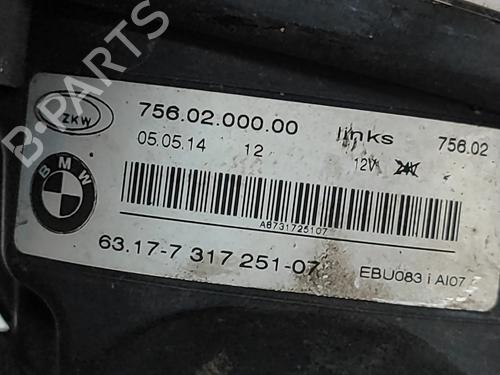 B-PARTS
ZKW
756.02.000.00 links 756.02
05.05.14 12 12V 24V
BMW
A8731725107
63.17-7 317 251-07 EBU083 i AI07